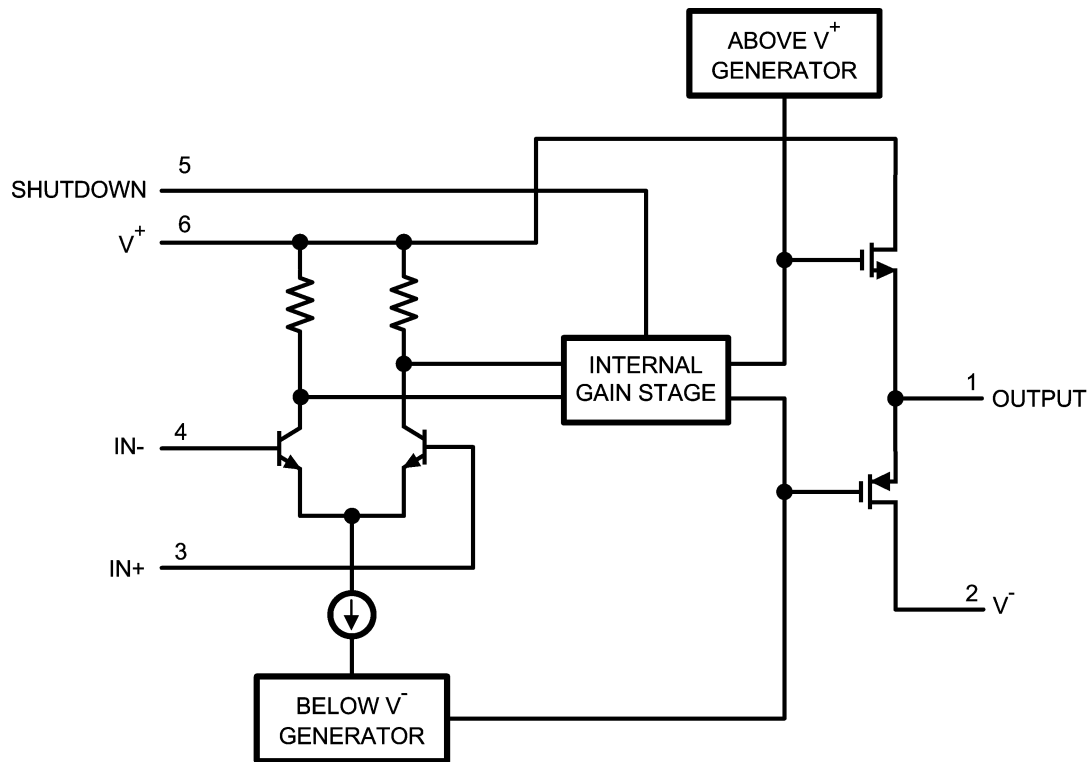 ABOVE V+
GENERATOR
5
SHUTDOWN
6
V+
INTERNAL
GAIN STAGE
1
OUTPUT
4
IN-
3
IN+
2
V-
BELOW V-
GENERATOR